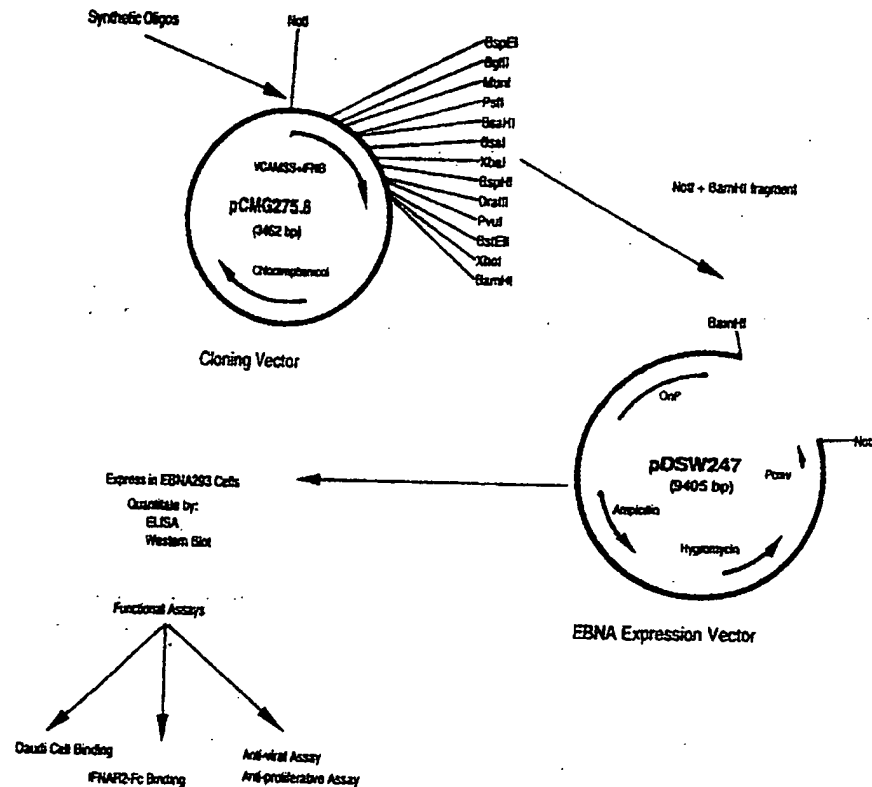 Synthetic Oligos
NotI
BspEI
BglII
MunI
PstI
BsaHI
BsaI
XbaI
BspHI
DraIII
PvuI
BstEII
XhoI
BamHI
VCAMSS+IFNB
pCMG275.8
(3462 bp)
Chloramphenicol
Cloning Vector
NotI + BamHI fragment
BamHI
OriP
NotI
pDSW247
(9405 bp)
Pcmv
Ampicillin
Hygromycin
EBNA Expression Vector
Express in EBNA293 Cells
Quantitate by:
ELISA
Western Blot
Functional Assays
Daudi Cell Binding
IFNAR2-Fc Binding
Anti-viral Assay
Anti-proliferative Assay